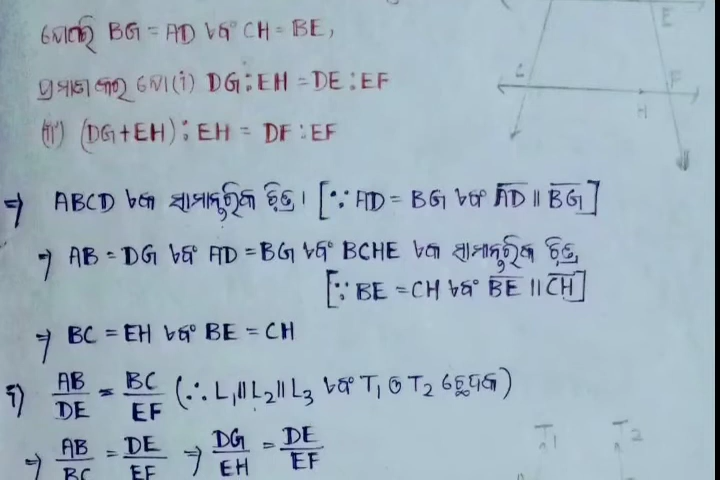 ଯେପରି BG = AD ଏବଂ CH = BE,
ପ୍ରମାଣ କର ଯେ (i) DG : EH = DE : EF
(ii) (DG+EH) : EH = DF : EF
E
L
F
H
⇒ ABCD ଏକ ସାମାନ୍ତରିକ ଚିତ୍ର। [∵ AD = BG ଏବଂ AD || BG]
⇒ AB = DG ଏବଂ AD = BG ଏବଂ BCHE ଏକ ସାମାନ୍ତରିକ ଚିତ୍ର
[∵ BE = CH ଏବଂ BE || CH]
⇒ BC = EH ଏବଂ BE = CH
i) AB/DE = BC/EF (∴ L₁ || L₂ || L₃ ଏବଂ T₁ ଓ T₂ ଛେଦକ)
⇒ AB/BC = DE/EF ⇒ DG/EH = DE/EF
T₁ T₂